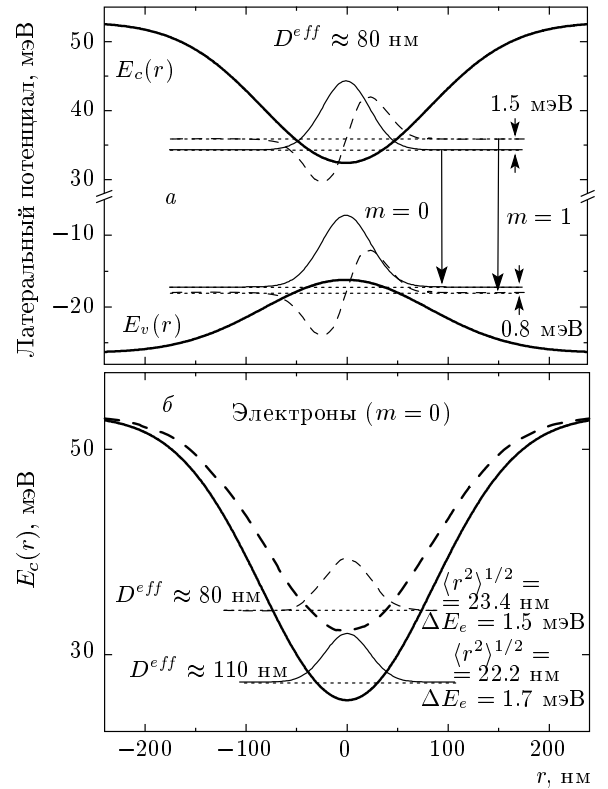 50
40
30
−10
−20
Латеральный потенциал, мэВ
D^{eff} ≈ 80 нм
E_c(r)
1.5 мэВ
а
m = 0
m = 1
E_v(r)
0.8 мэВ
б
Электроны (m = 0)
50
30
E_c(r), мэВ
D^{eff} ≈ 80 нм
⟨r^2⟩^{1/2} =
= 23.4 нм
ΔE_e = 1.5 мэВ
D^{eff} ≈ 110 нм
⟨r^2⟩^{1/2} =
= 22.2 нм
ΔE_e = 1.7 мэВ
−200 −100 0 100 200
r, нм